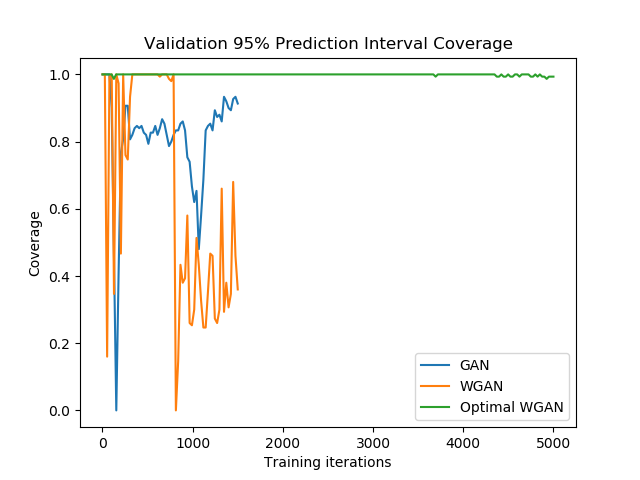 Validation 95% Prediction Interval Coverage
Coverage
1.0
0.8
0.6
0.4
0.2
0.0
GAN
WGAN
Optimal WGAN
0 1000 2000 3000 4000 5000
Training iterations